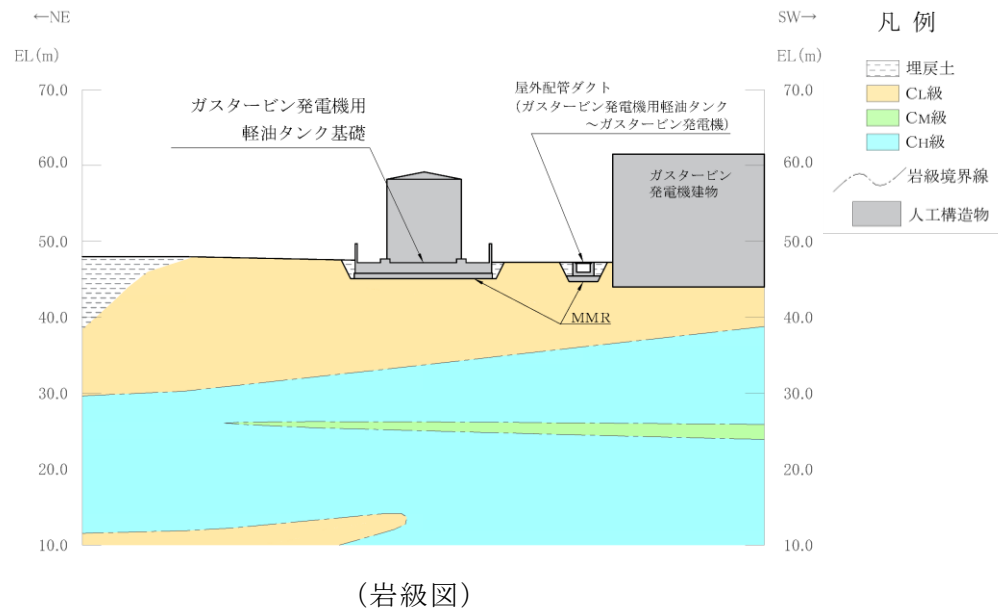 ←NE
SW→
凡 例
EL(m)
EL(m)
埋戻土
CL級
CM級
CH級
岩級境界線
人工構造物
70.0
60.0
50.0
40.0
30.0
20.0
10.0
ガスタービン発電機用
軽油タンク基礎
屋外配管ダクト
(ガスタービン発電機用軽油タンク
～ガスタービン発電機)
ガスタービン
発電機建物
MMR
70.0
60.0
50.0
40.0
30.0
20.0
10.0
(岩級図)